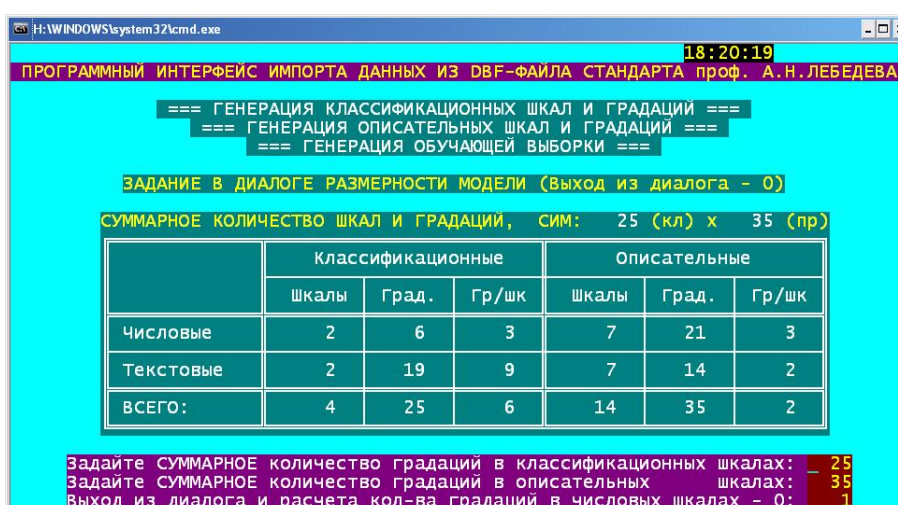 H:\WINDOWS\system32\cmd.exe
18:20:19
ПРОГРАММНЫЙ ИНТЕРФЕЙС ИМПОРТА ДАННЫХ ИЗ DBF-ФАЙЛА СТАНДАРТА проф. А.Н.ЛЕБЕДЕВА
=== ГЕНЕРАЦИЯ КЛАССИФИКАЦИОННЫХ ШКАЛ И ГРАДАЦИЙ ===
=== ГЕНЕРАЦИЯ ОПИСАТЕЛЬНЫХ ШКАЛ И ГРАДАЦИЙ ===
=== ГЕНЕРАЦИЯ ОБУЧАЮЩЕЙ ВЫБОРКИ ===
ЗАДАНИЕ В ДИАЛОГЕ РАЗМЕРНОСТИ МОДЕЛИ (Выход из диалога - 0)
СУММАРНОЕ КОЛИЧЕСТВО ШКАЛ И ГРАДАЦИЙ, СИМ: 25 (кл) x 35 (пр)
Классификационные Описательные
Шкалы Град. Гр/шк Шкалы Град. Гр/шк
Числовые 2 6 3 7 21 3
Текстовые 2 19 9 7 14 2
ВСЕГО: 4 25 6 14 35 2
Задайте СУММАРНОЕ количество градаций в классификационных шкалах: _ 25
Задайте СУММАРНОЕ количество градаций в описательных шкалах: 35
Выход из диалога и расчета кол-ва градаций в числовых шкалах - 0: 1